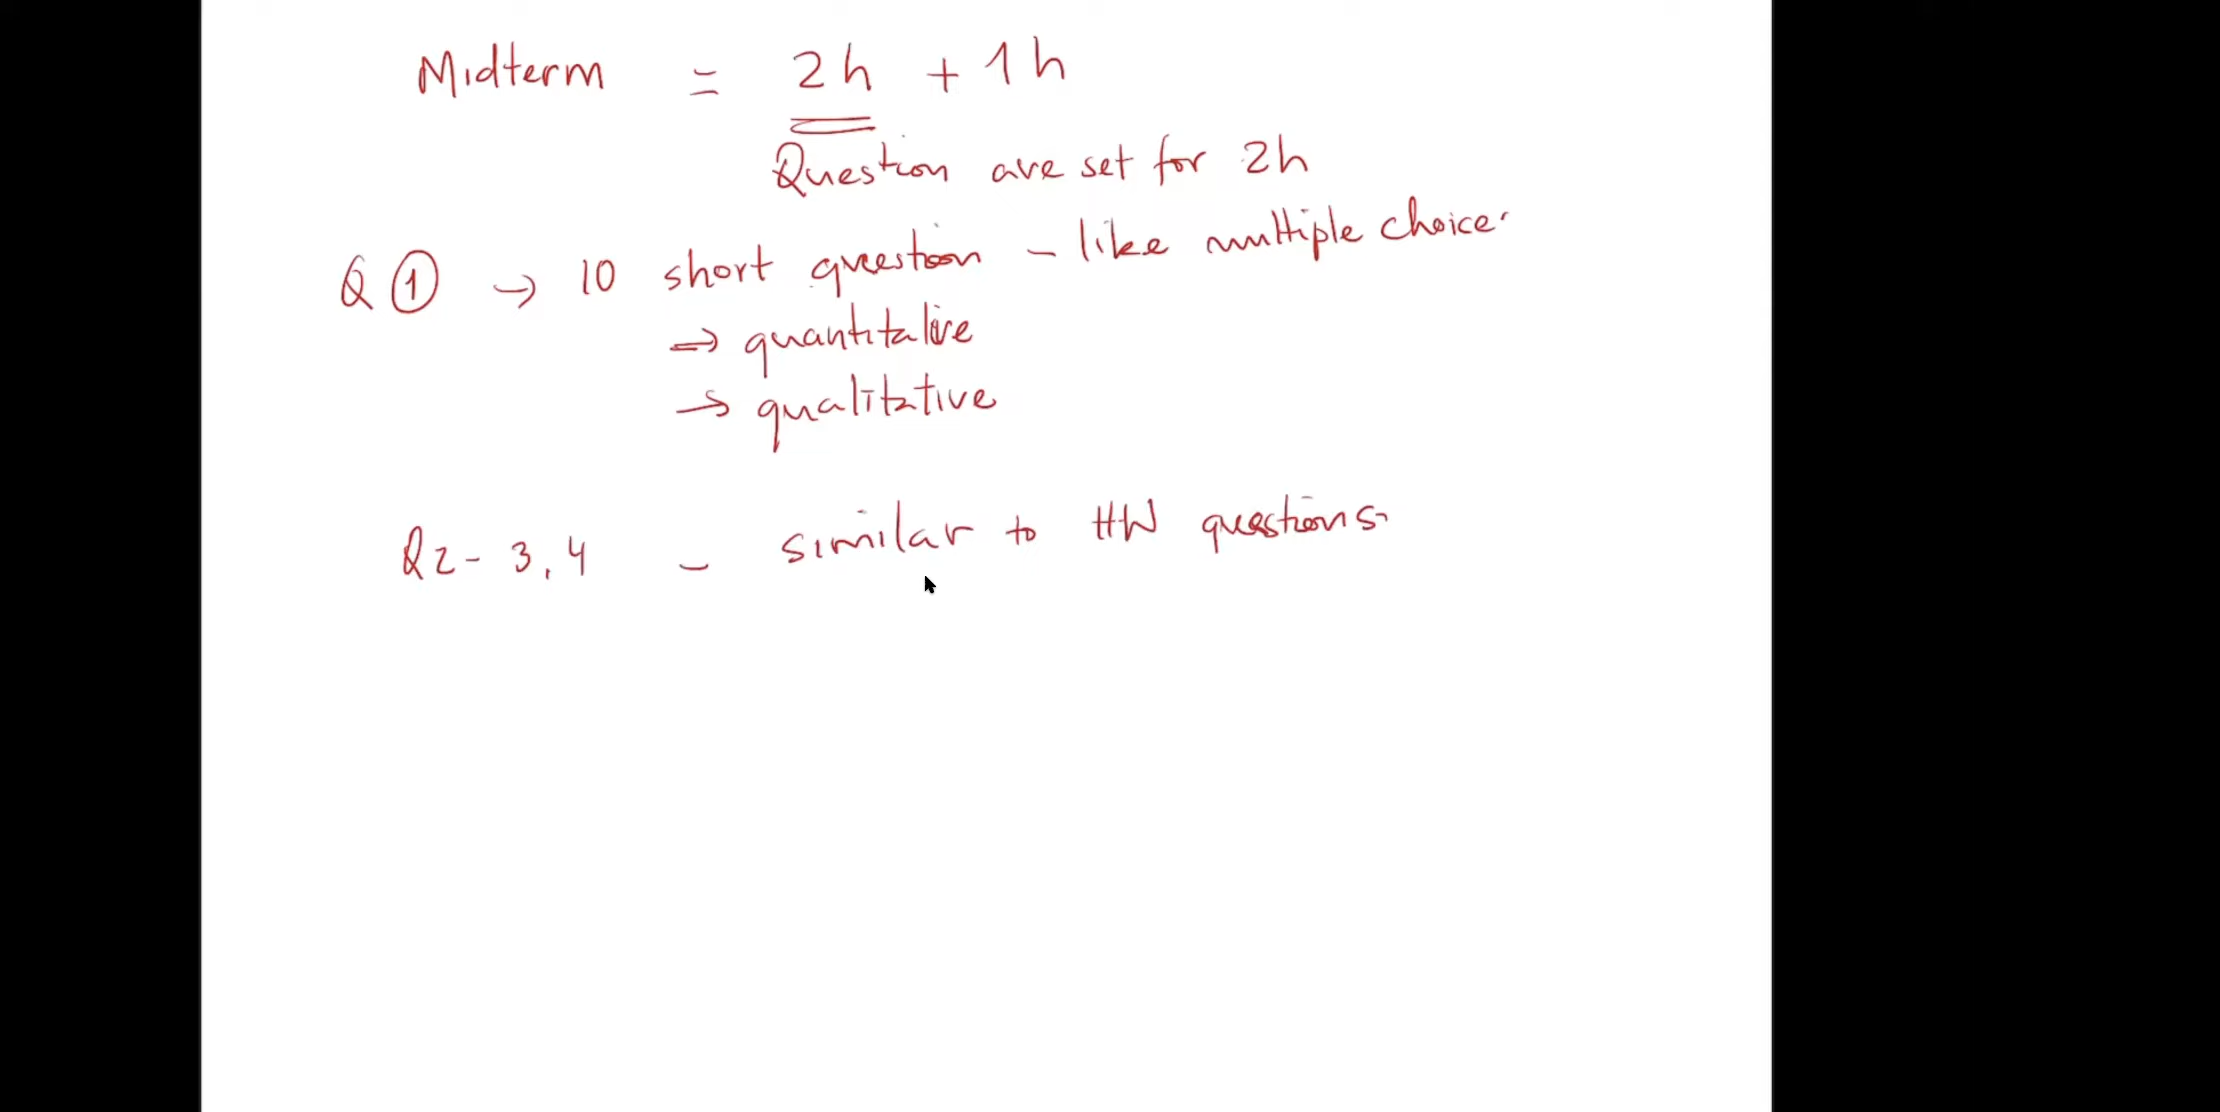 Midterm = 2h + 1h
Question are set for 2h
Q ① → 10 short question - like multiple choice.
⇒ quantitative
→ qualitative
Q2 - 3, 4 - similar to HW questions.